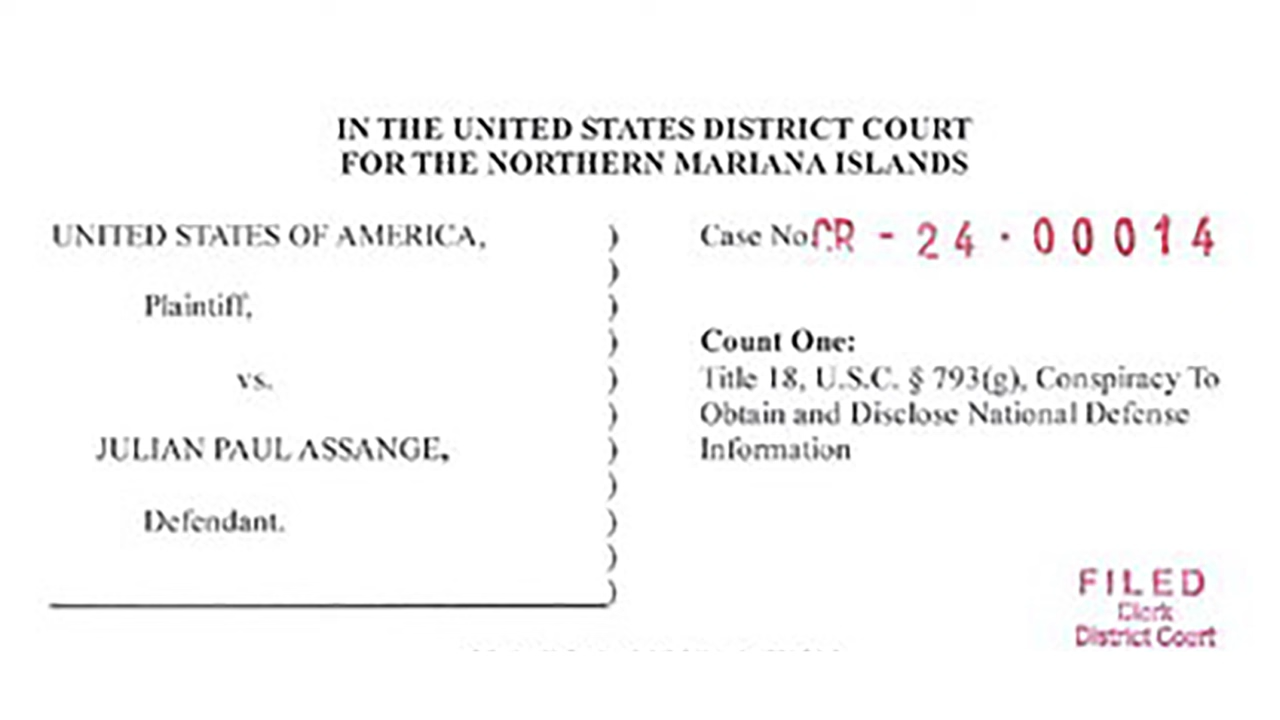 IN THE UNITED STATES DISTRICT COURT
FOR THE NORTHERN MARIANA ISLANDS
UNITED STATES OF AMERICA,
Plaintiff,
vs.
JULIAN PAUL ASSANGE,
Defendant.
)
)
)
)
)
)
)
)
)
)
)
Case No. CR - 24 - 00014
Count One:
Title 18, U.S.C. § 793(g), Conspiracy To
Obtain and Disclose National Defense
Information
FILED
Clerk
District Court